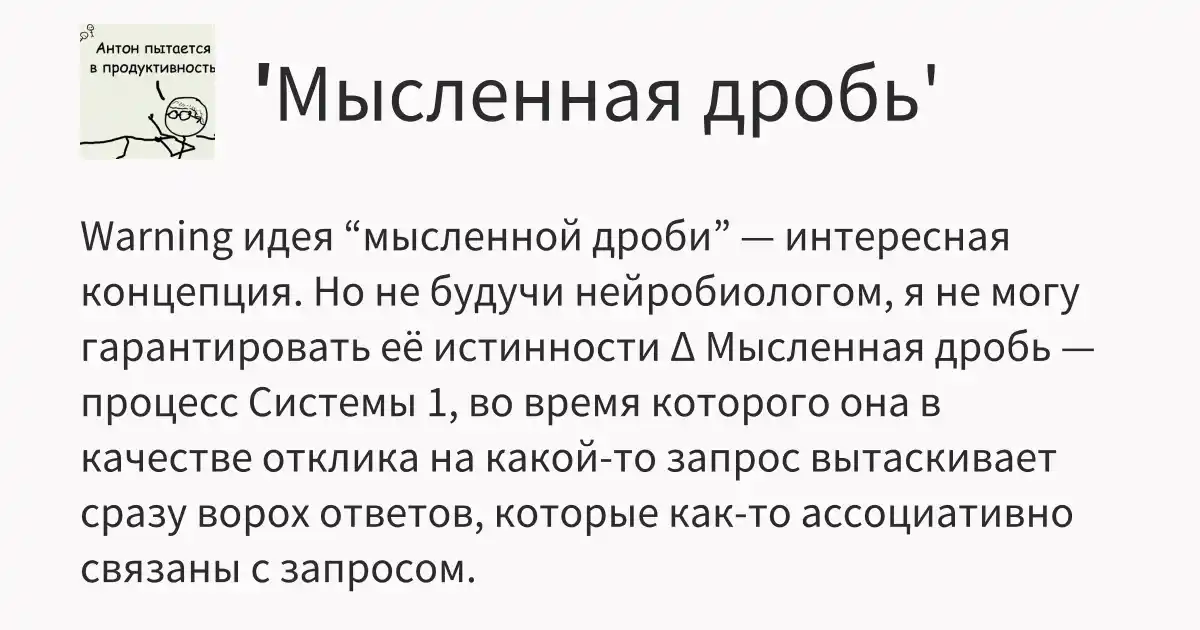 Антон пытается
в продуктивность
'Мысленная дробь'
Warning идея “мысленной дроби” — интересная
концепция. Но не будучи нейробиологом, я не могу
гарантировать её истинности Δ Мысленная дробь —
процесс Системы 1, во время которого она в
качестве отклика на какой-то запрос вытаскивает
сразу ворох ответов, которые как-то ассоциативно
связаны с запросом.